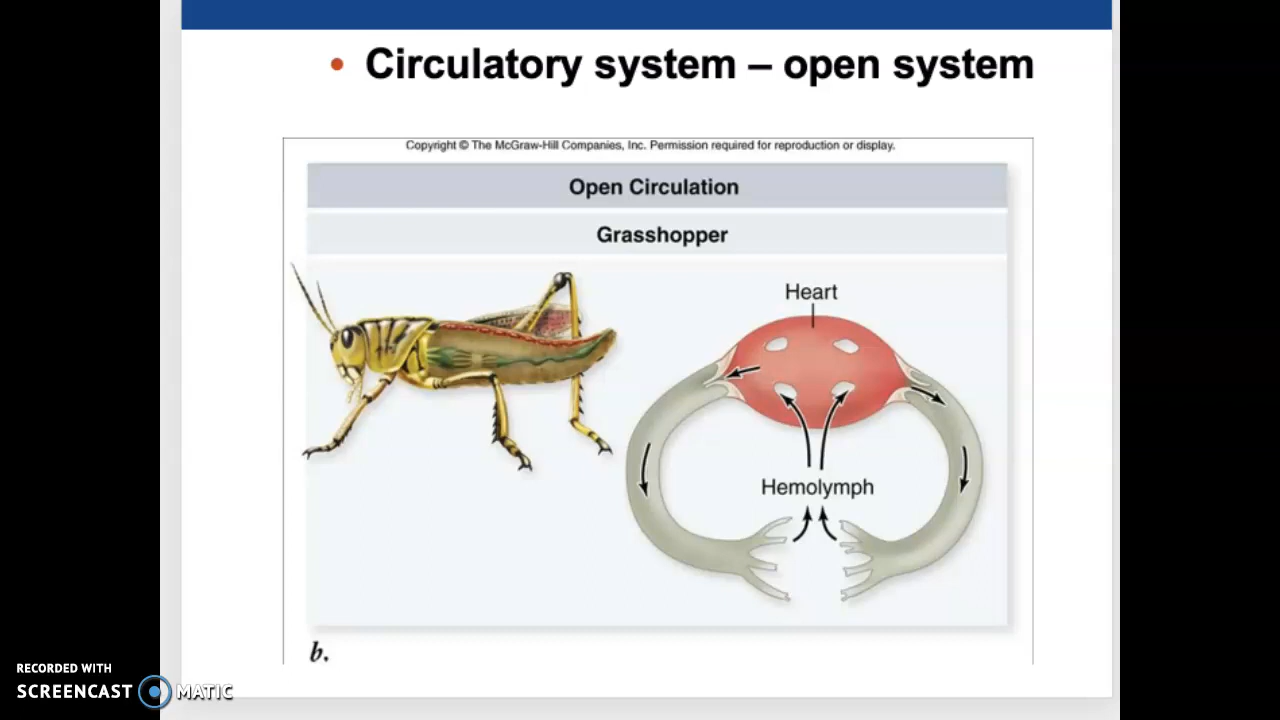 • Circulatory system – open system
Copyright © The McGraw-Hill Companies, Inc. Permission required for reproduction or display.
Open Circulation
Grasshopper
Heart
Hemolymph
b.
RECORDED WITH
SCREENCAST MATIC